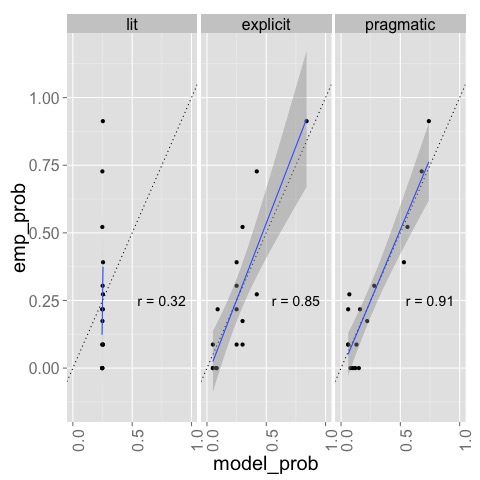 lit explicit pragmatic
1.00
0.75
0.50
0.25
0.00
emp_prob
r = 0.32 r = 0.85 r = 0.91
0.0 0.5 1.0 0.0 0.5 1.0 0.0 0.5 1.0
model_prob